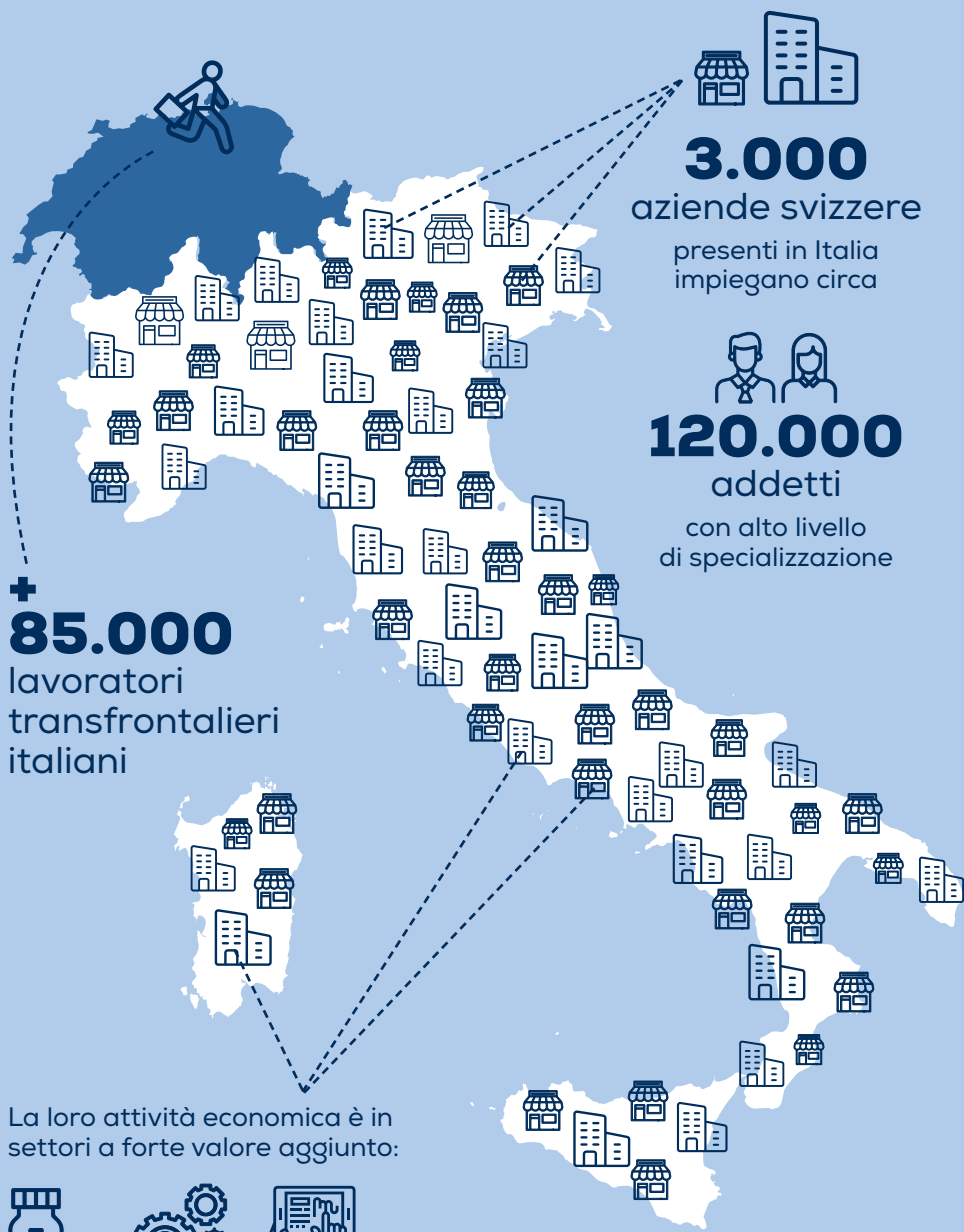 3.000
aziende svizzere
presenti in Italia
impiegano circa
120.000
addetti
con alto livello
di specializzazione
+
85.000
lavoratori
transfrontalieri
italiani
La loro attività economica è in
settori a forte valore aggiunto: